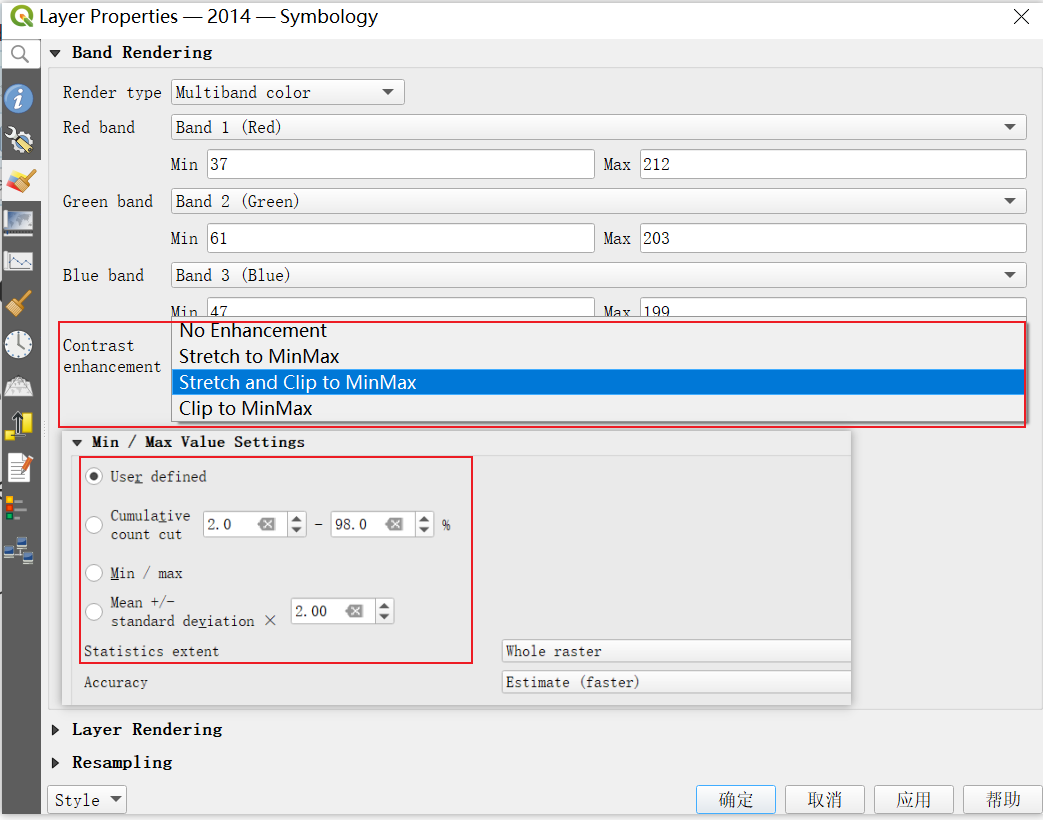 Layer Properties — 2014 — Symbology
Band Rendering
Render type Multiband color
Red band Band 1 (Red)
Min 37 Max 212
Green band Band 2 (Green)
Min 61 Max 203
Blue band Band 3 (Blue)
Min 47 Max 199
No Enhancement
Contrast enhancement
Stretch to MinMax
Stretch and Clip to MinMax
Clip to MinMax
Min / Max Value Settings
User defined
Cumulative
count cut 2.0 - 98.0 %
Min / max
Mean +/-
standard deviation × 2.00
Statistics extent Whole raster
Accuracy Estimate (faster)
Layer Rendering
Resampling
Style 确定 取消 应用 帮助